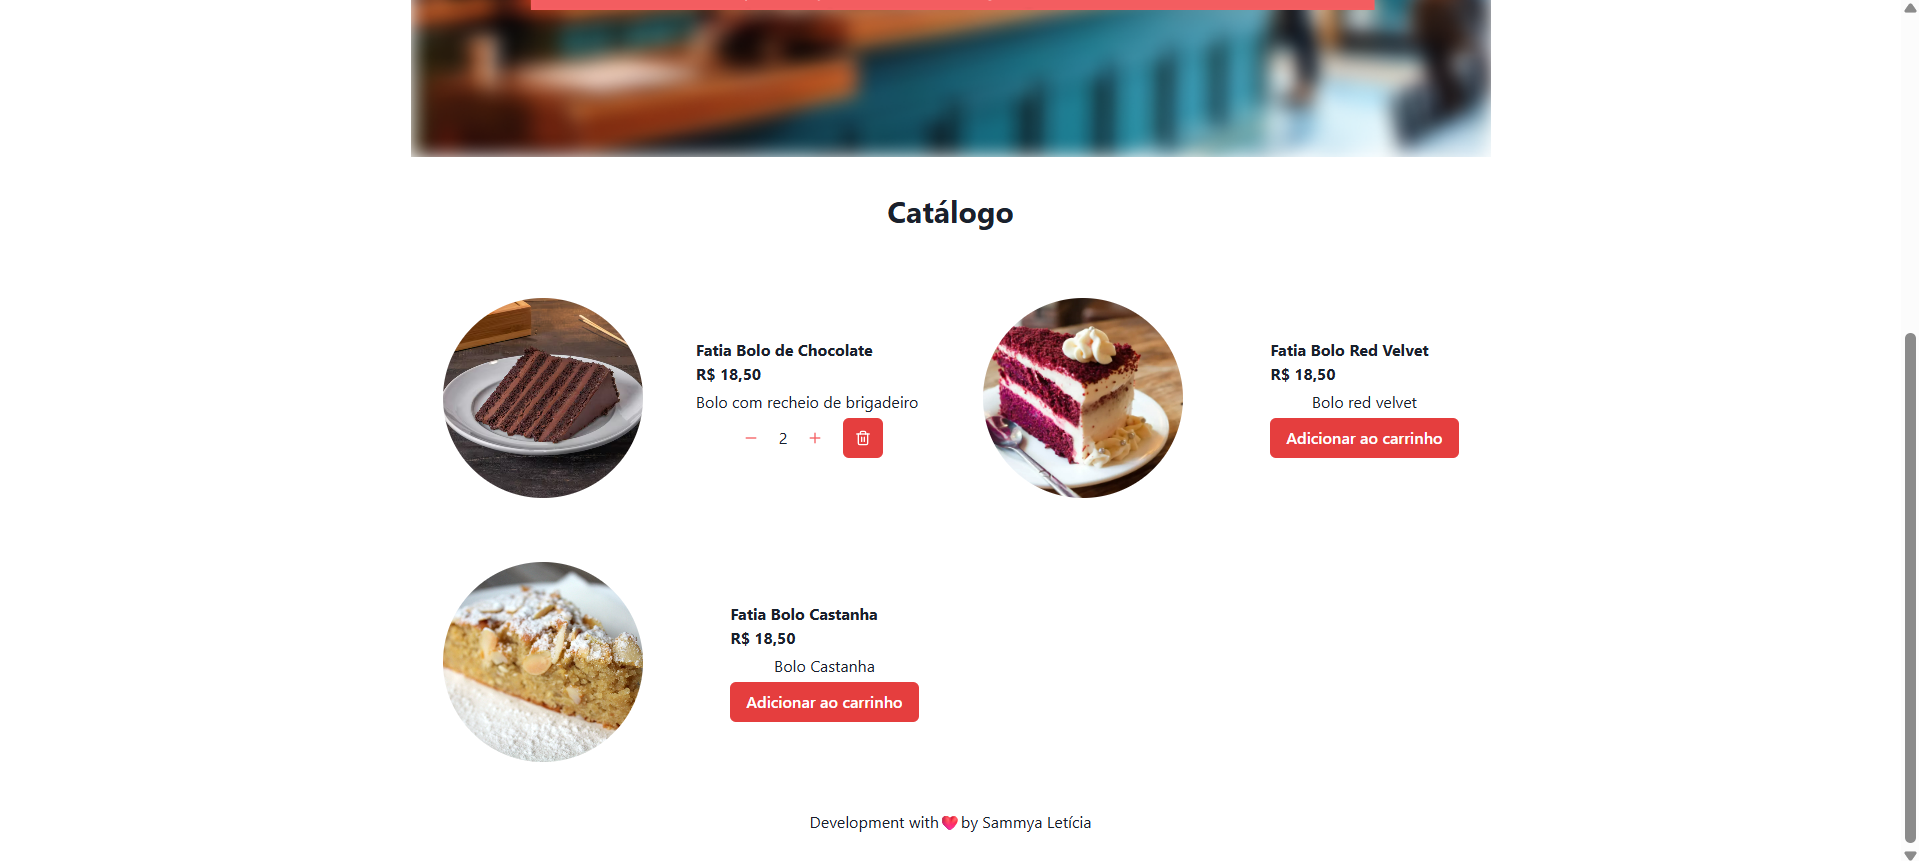 Catálogo
Fatia Bolo de Chocolate
R$ 18,50
Bolo com recheio de brigadeiro
2
Fatia Bolo Red Velvet
R$ 18,50
Bolo red velvet
Adicionar ao carrinho
Fatia Bolo Castanha
R$ 18,50
Bolo Castanha
Adicionar ao carrinho
Development with ❤️ by Sammya Letícia